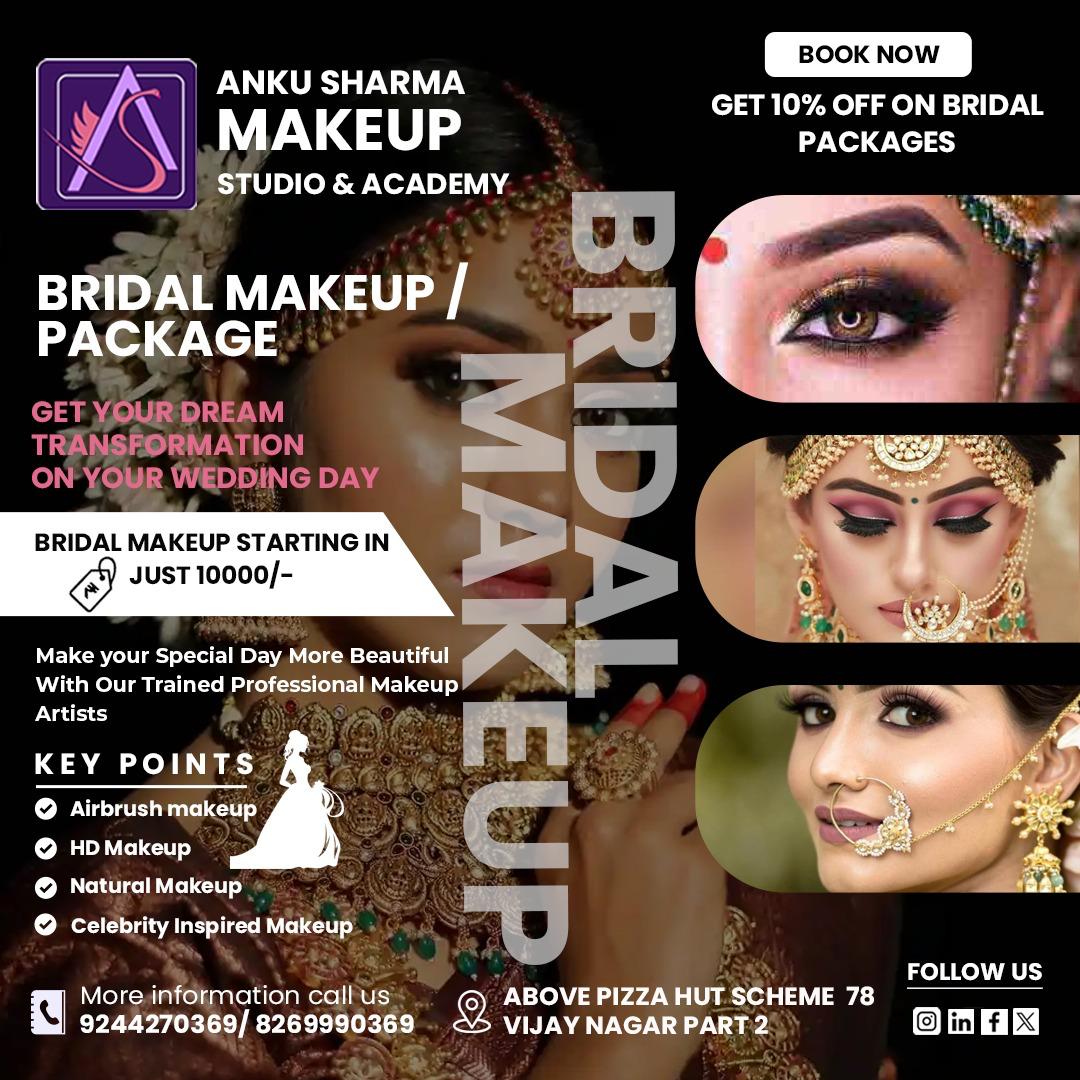 ANKU SHARMA
MAKEUP
STUDIO & ACADEMY
BOOK NOW
GET 10% OFF ON BRIDAL
PACKAGES
BRIDAL MAKEUP /
PACKAGE
GET YOUR DREAM
TRANSFORMATION
ON YOUR WEDDING DAY
BRIDAL MAKEUP STARTING IN
JUST 10000/-
BRIDAL
MAKEUP
Make your Special Day More Beautiful
With Our Trained Professional Makeup
Artists
KEY POINTS
Airbrush makeup
HD Makeup
Natural Makeup
Celebrity Inspired Makeup
More information call us
9244270369/ 8269990369
ABOVE PIZZA HUT SCHEME 78
VIJAY NAGAR PART 2
FOLLOW US